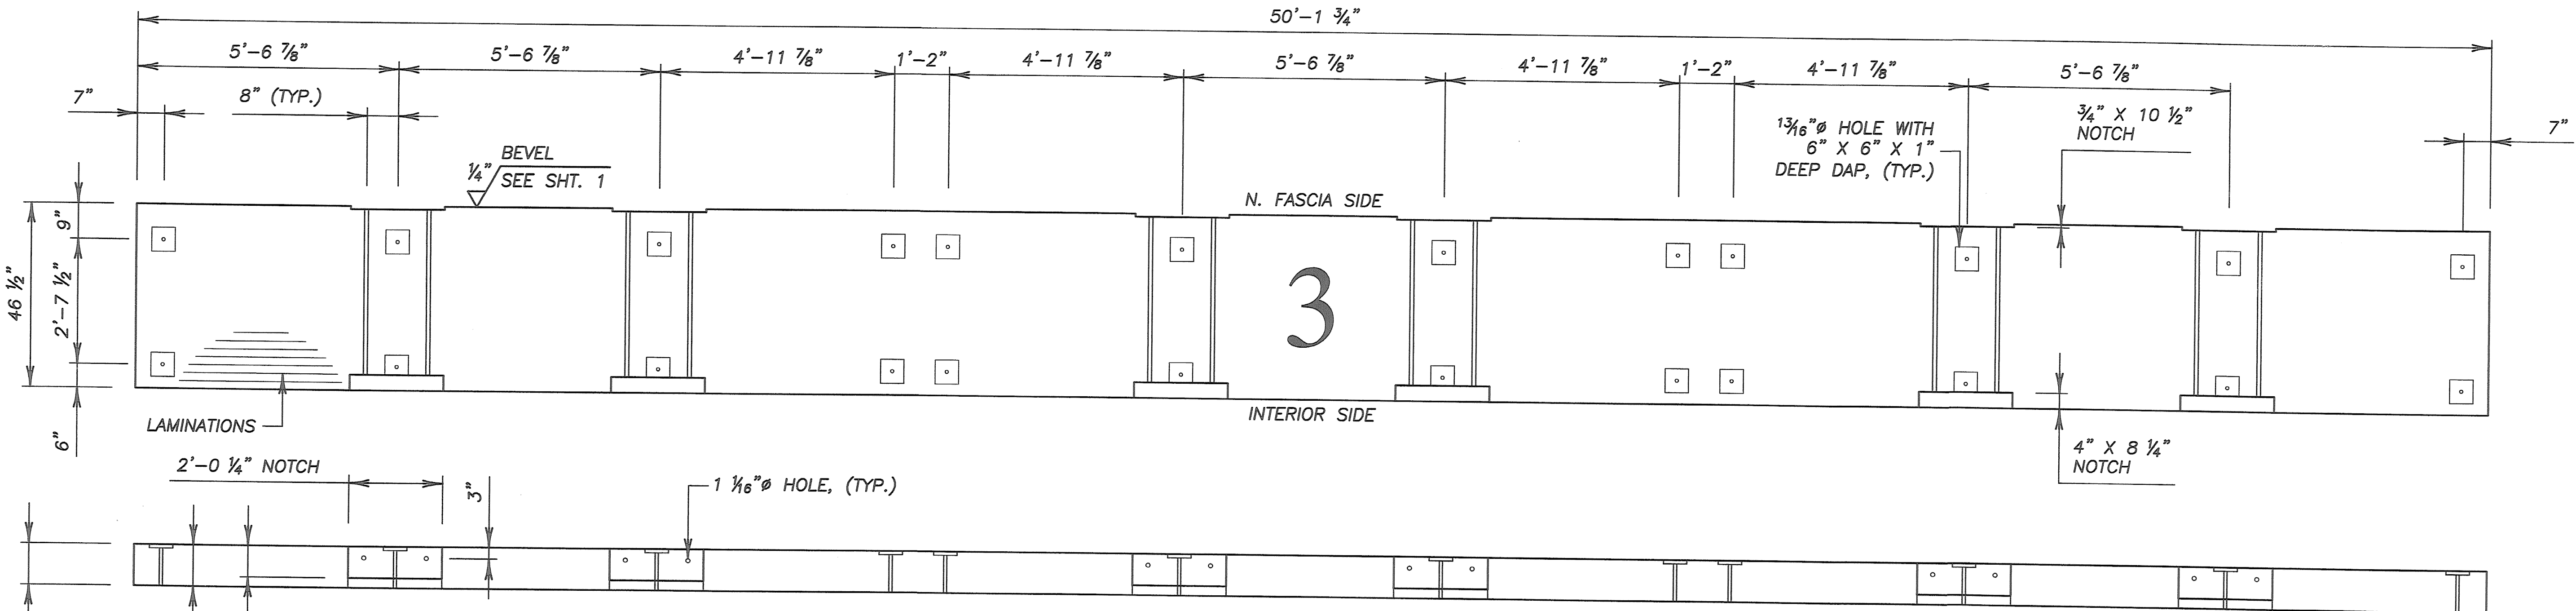 50'-1 ¾"
5'-6 ⅞"
5'-6 ⅞"
4'-11 ⅞"
1'-2"
4'-11 ⅞"
5'-6 ⅞"
4'-11 ⅞"
1'-2"
4'-11 ⅞"
5'-6 ⅞"
7"
8" (TYP.)
¾" X 10 ½"
NOTCH
1³⁄₁₆"ø HOLE WITH
6" X 6" X 1"
DEEP DAP, (TYP.)
7"
¼"
BEVEL
SEE SHT. 1
N. FASCIA SIDE
46 ½"
9"
2'-7 ½"
6"
3
LAMINATIONS
INTERIOR SIDE
4" X 8 ¼"
NOTCH
2'-0 ¼" NOTCH
3"
1 ¹⁄₁₆"ø HOLE, (TYP.)